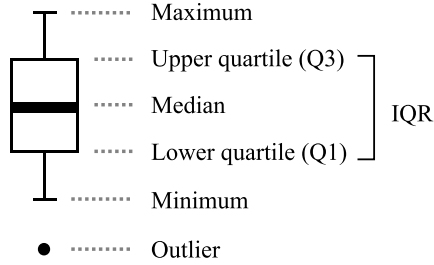 Maximum
Upper quartile (Q3)
Median
IQR
Lower quartile (Q1)
Minimum
Outlier